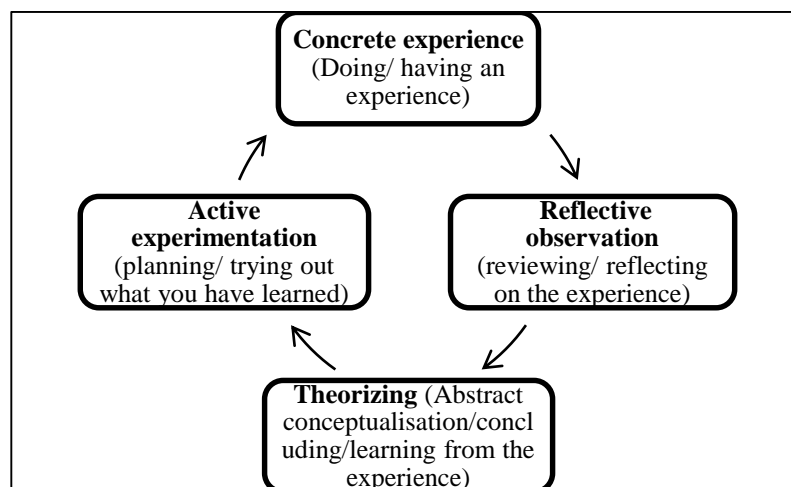 Concrete experience
(Doing/ having an
experience)
Active
experimentation
(planning/ trying out
what you have learned)
Reflective
observation
(reviewing/ reflecting
on the experience)
Theorizing (Abstract
conceptualisation/concl
uding/learning from the
experience)